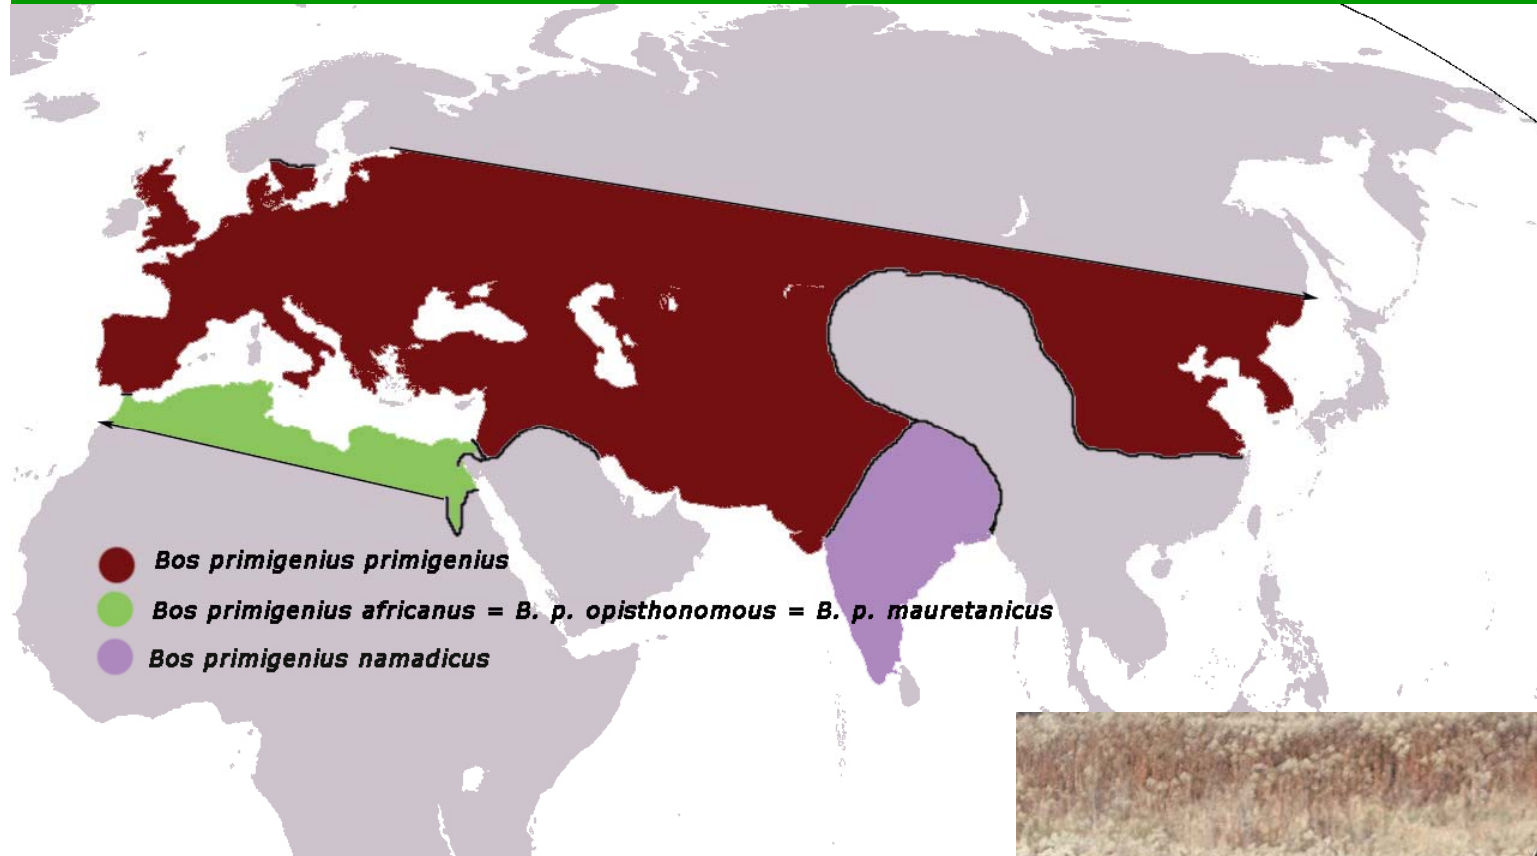 Bos primigenius primigenius
Bos primigenius africanus = B. p. opisthonomous = B. p. mauretanicus
Bos primigenius namadicus